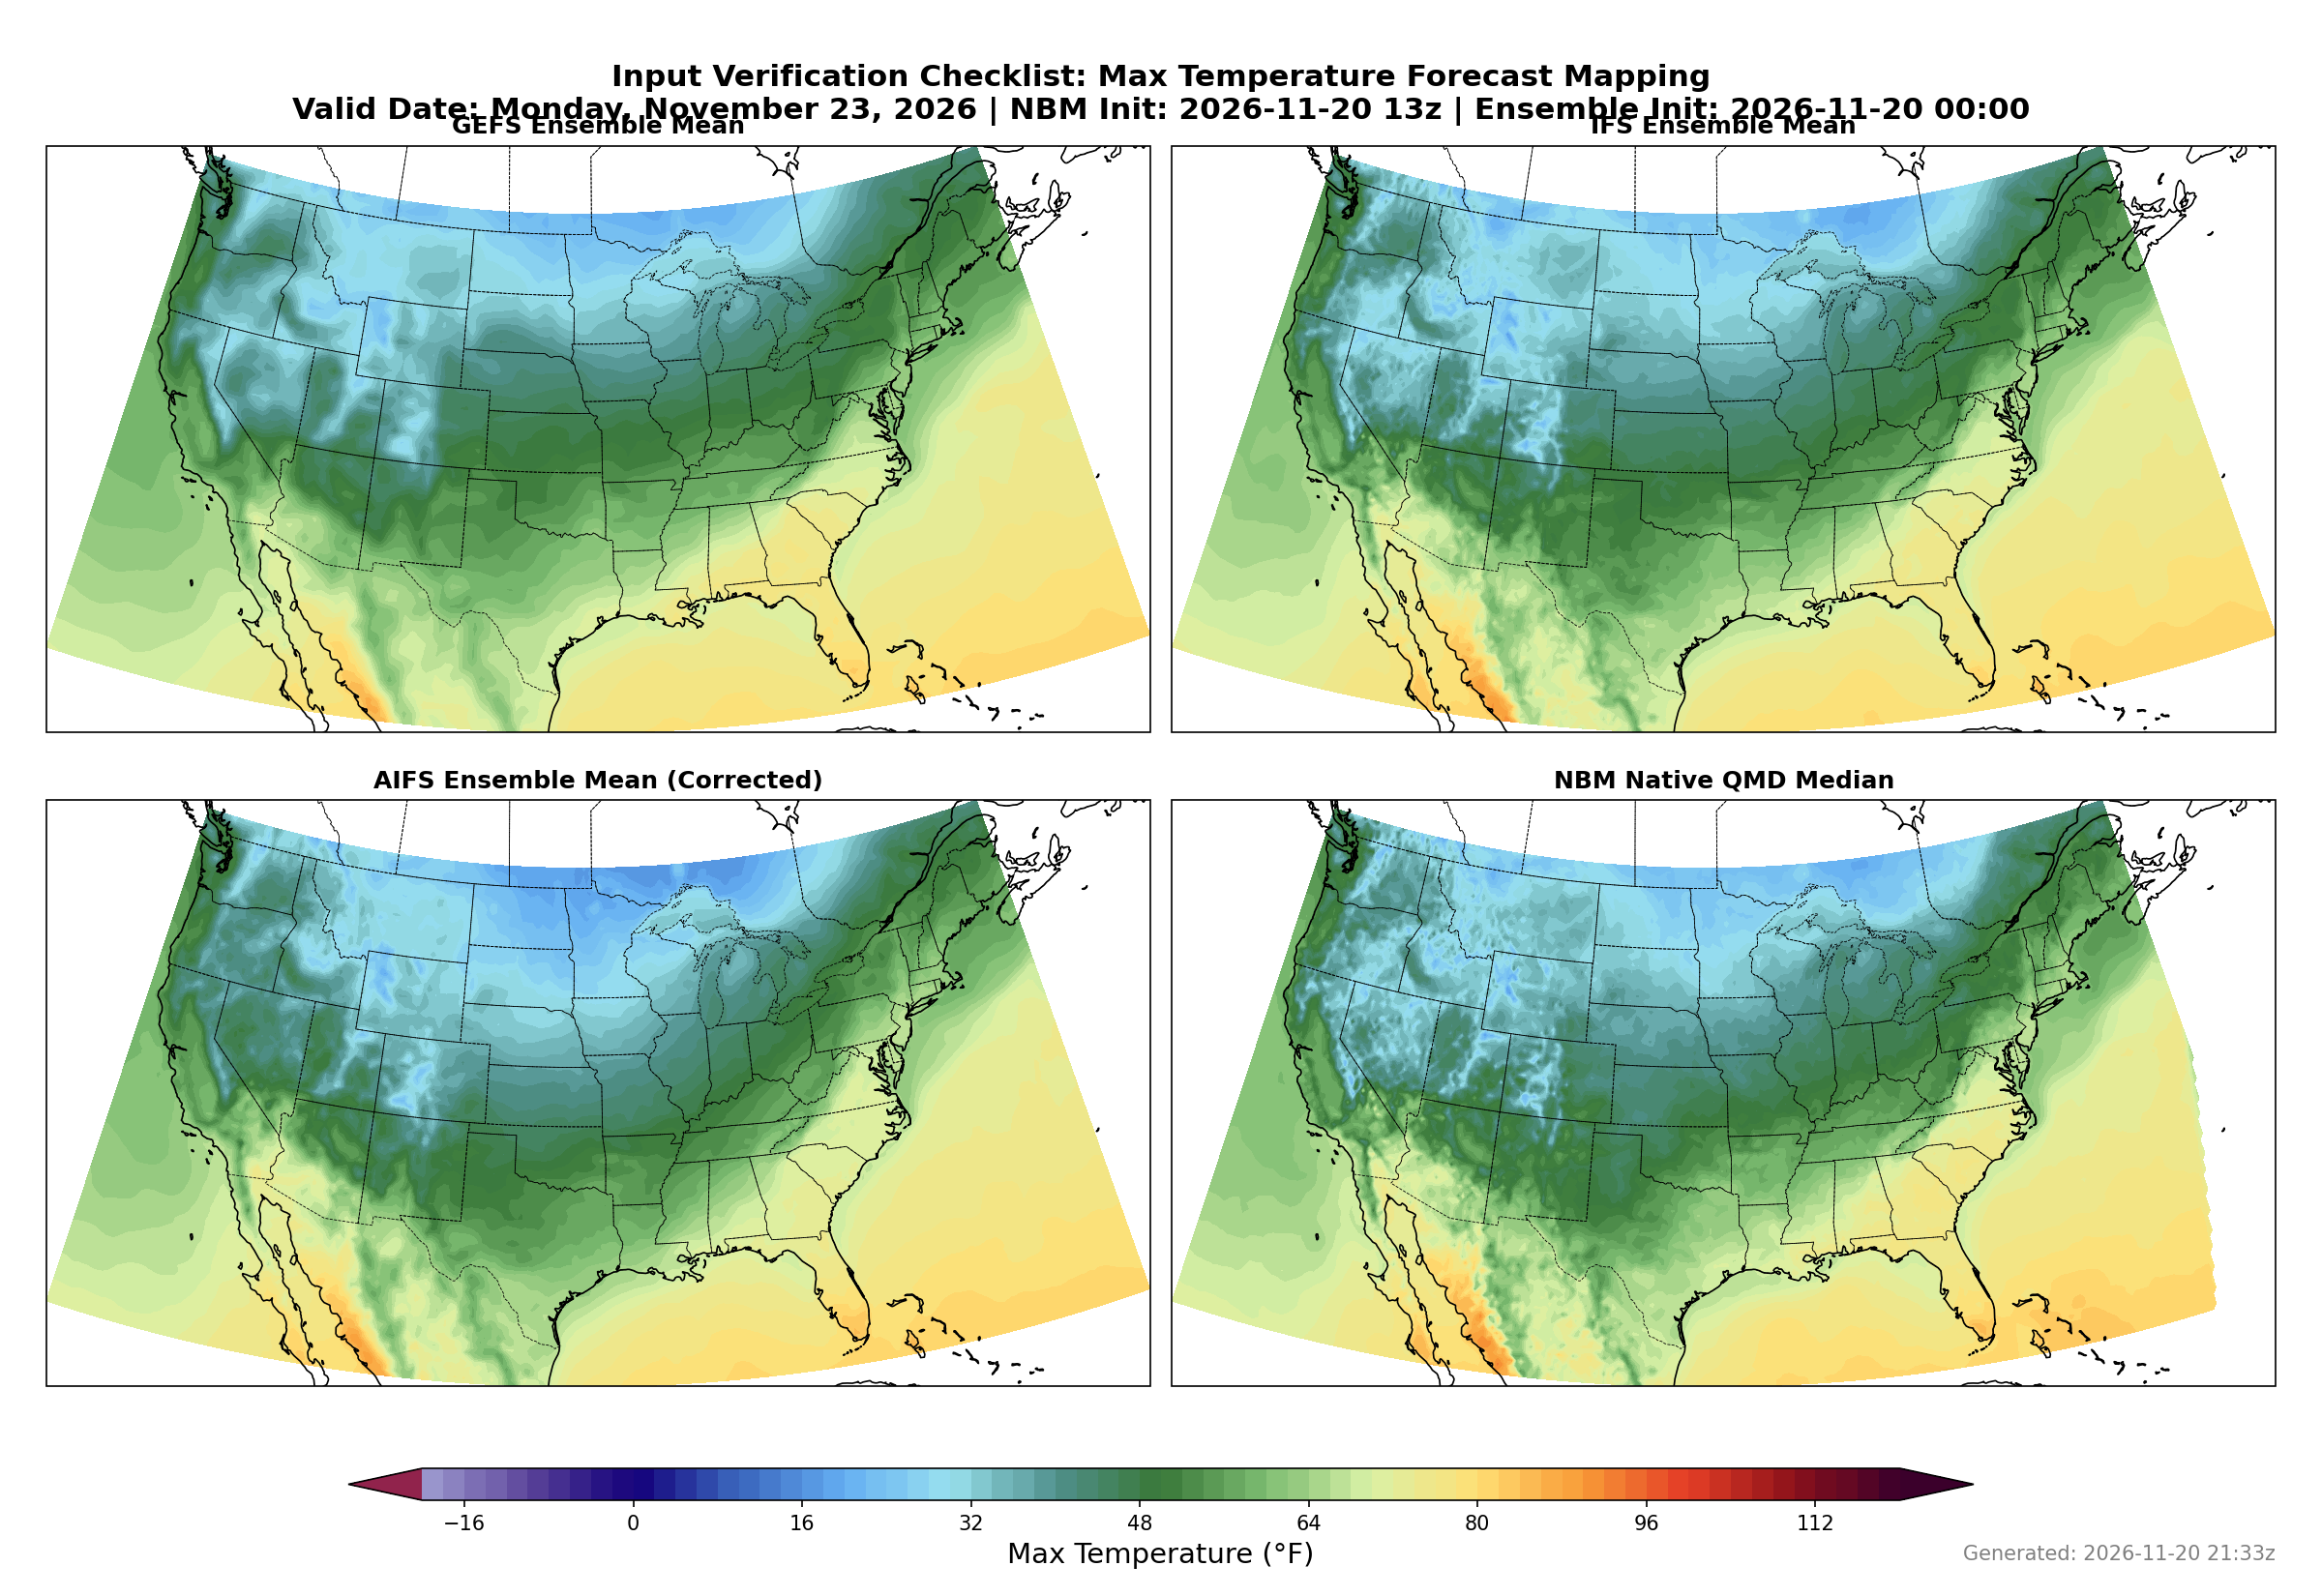 Input Verification Checklist: Max Temperature Forecast Mapping
Valid Date: Monday, November 23, 2026 | NBM Init: 2026-11-20 13z | Ensemble Init: 2026-11-20 00:00
GEFS Ensemble Mean
IFS Ensemble Mean
AIFS Ensemble Mean (Corrected)
NBM Native QMD Median
−16 0 16 32 48 64 80 96 112
Max Temperature (°F)
Generated: 2026-11-20 21:33z